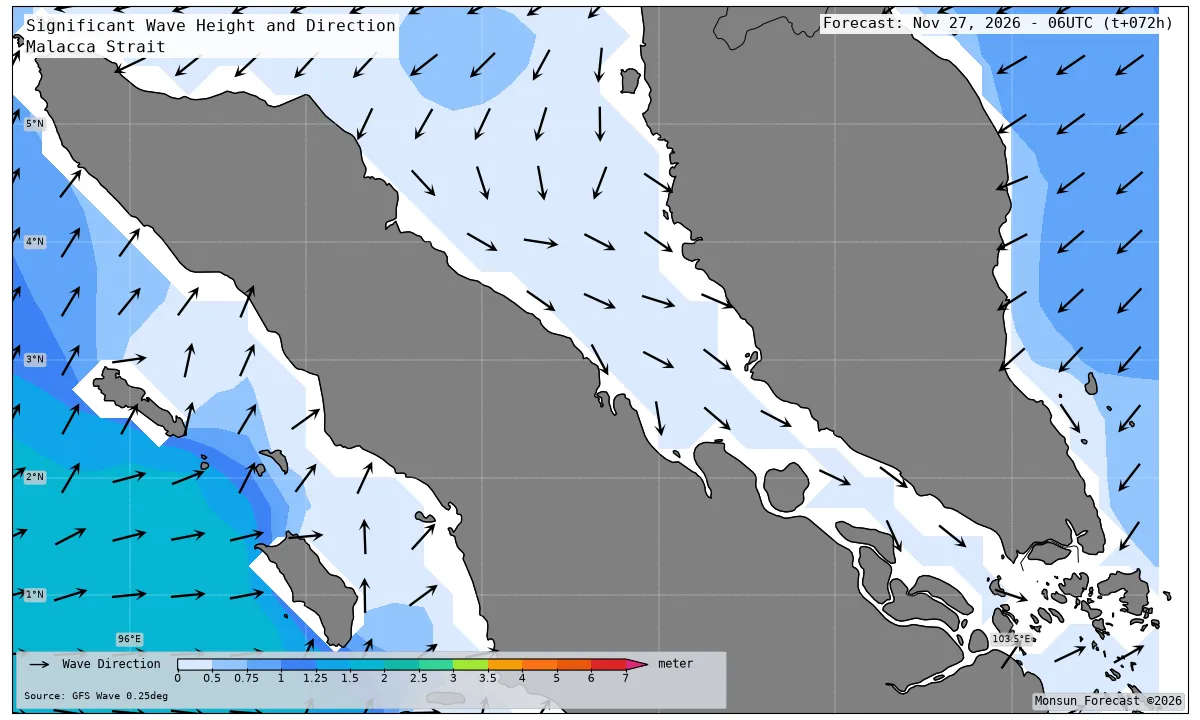 Significant Wave Height and Direction
Malacca Strait
Forecast: Nov 27, 2026 - 06UTC (t+072h)
5°N
4°N
3°N
2°N
1°N
96°E
103.5°E
Wave Direction
meter
0 0.5 0.75 1 1.25 1.5 2 2.5 3 3.5 4 5 6 7
Source: GFS Wave 0.25deg
Monsun Forecast ©2026